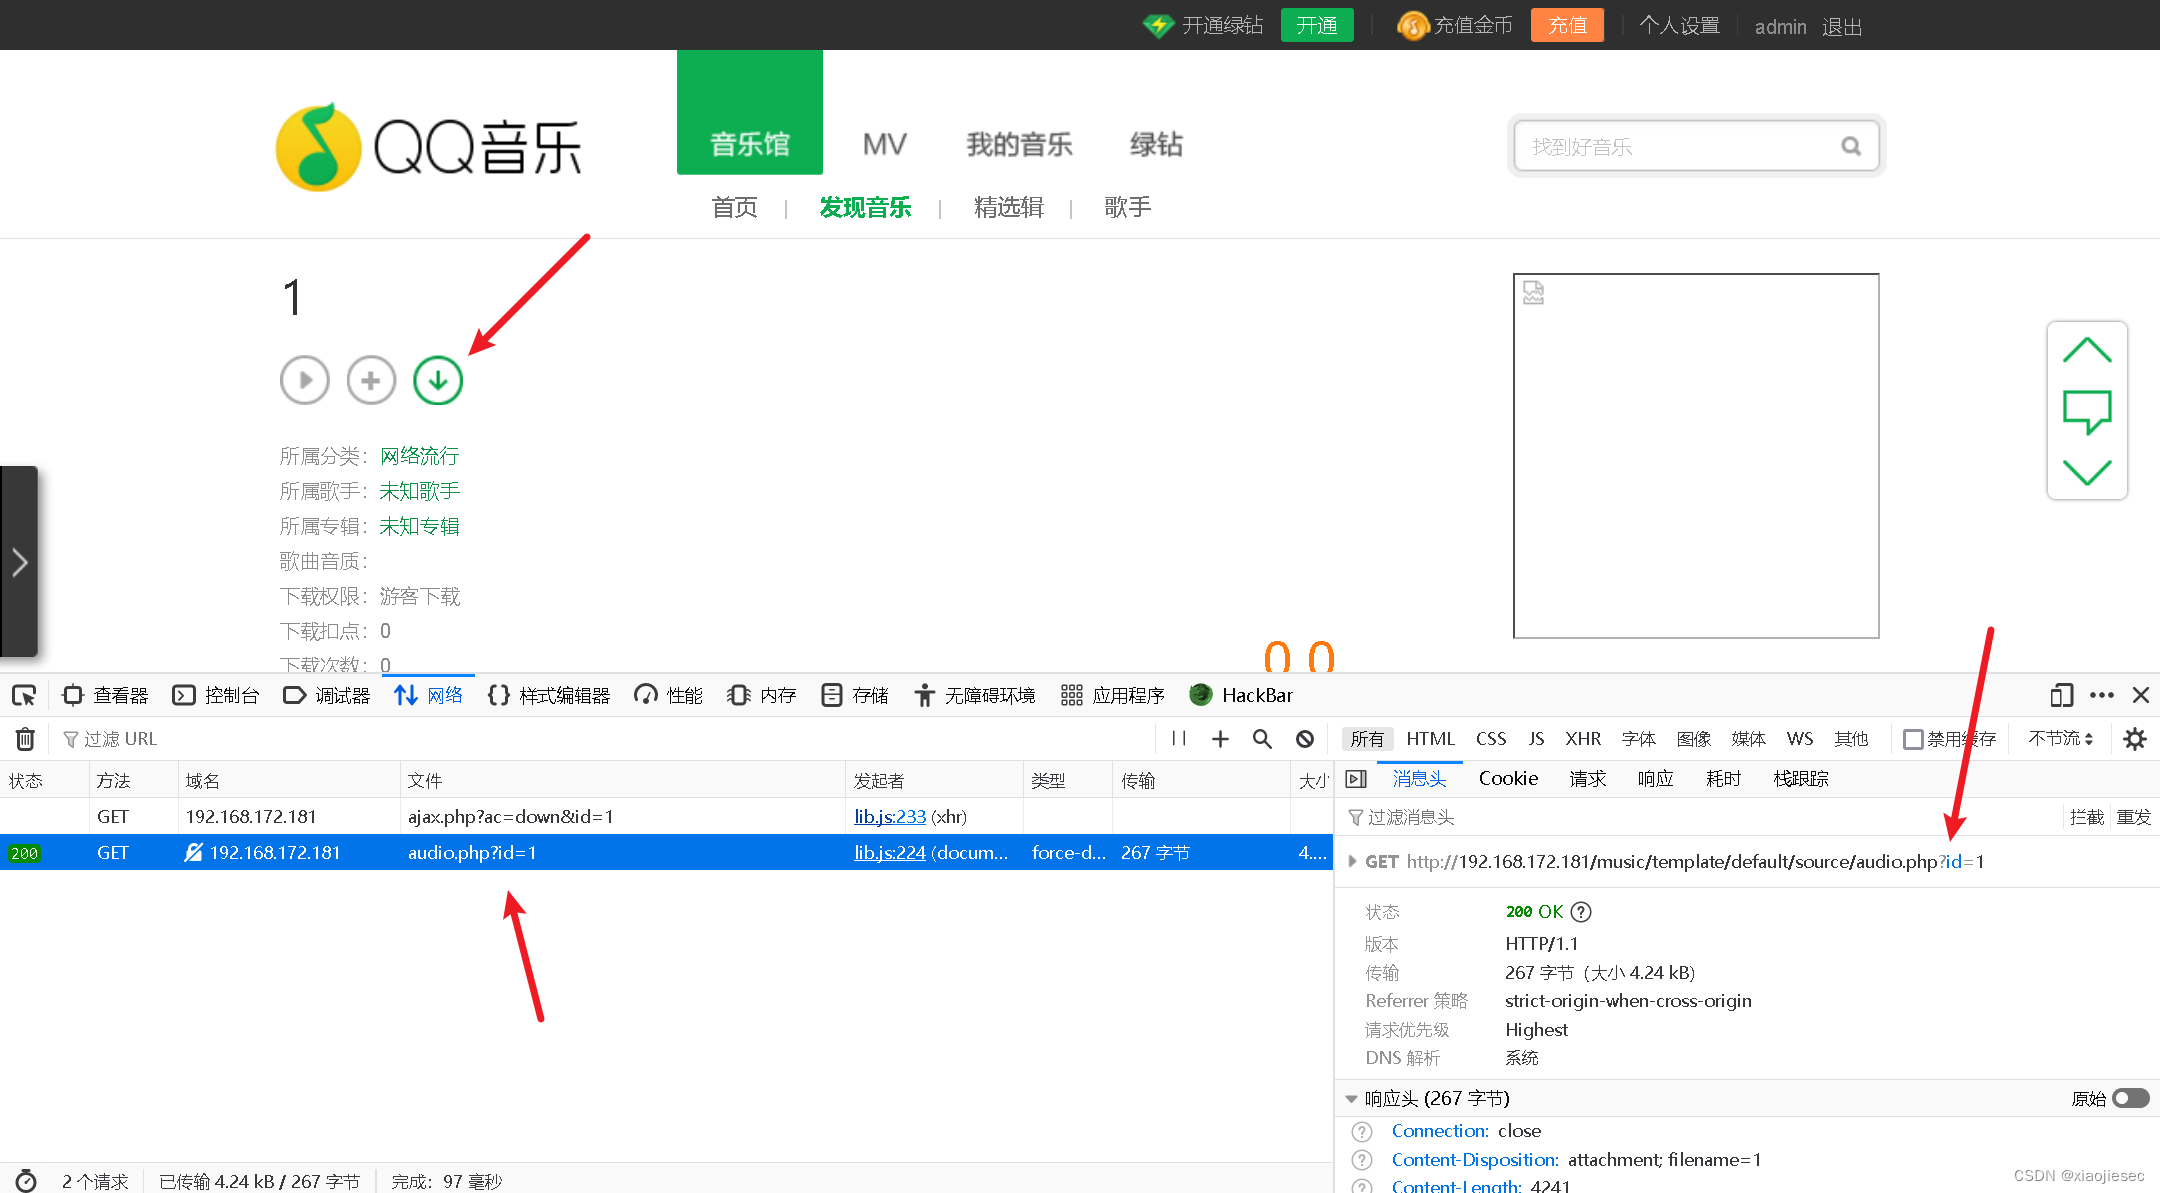 开通绿钻 开通 充值金币 充值 个人设置 admin 退出
QQ音乐 音乐馆 MV 我的音乐 绿钻 找到好音乐
首页 | 发现音乐 | 精选辑 | 歌手
1
所属分类: 网络流行
所属歌手: 未知歌手
所属专辑: 未知专辑
歌曲音质:
下载权限: 游客下载
下载扣点: 0
下载次数: 0
0 0
查看器 控制台 调试器 网络 样式编辑器 性能 内存 存储 无障碍环境 应用程序 HackBar
过滤 URL 所有 HTML CSS JS XHR 字体 图像 媒体 WS 其他 禁用缓存 不节流
状态 方法 域名 文件 发起者 类型 传输 大小 消息头 Cookie 请求 响应 耗时 栈跟踪
GET 192.168.172.181 ajax.php?ac=down&id=1 lib.js:233 (xhr) 过滤消息头 拦截 重发
200 GET 192.168.172.181 audio.php?id=1 lib.js:224 (docum... force-d... 267 字节 4....
GET http://192.168.172.181/music/template/default/source/audio.php?id=1
状态 200 OK
版本 HTTP/1.1
传输 267 字节（大小 4.24 kB）
Referrer 策略 strict-origin-when-cross-origin
请求优先级 Highest
DNS 解析 系统
响应头 (267 字节) 原始
Connection: close
Content-Disposition: attachment; filename=1
Content-Length: 4241
2 个请求 已传输 4.24 kB / 267 字节 完成：97 毫秒
CSDN @xiaojiesec